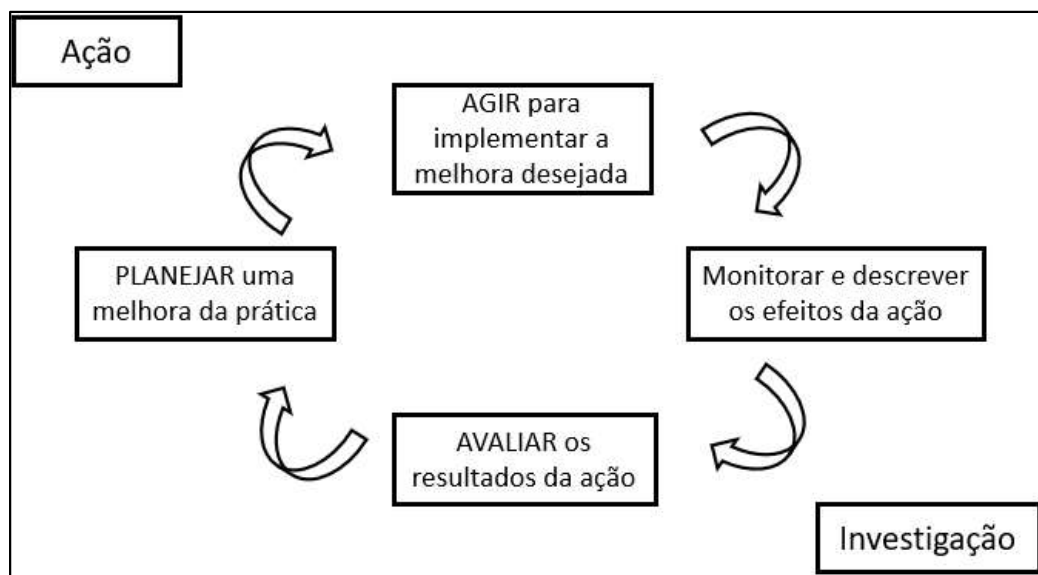 Ação
AGIR para
implementar a
melhora desejada
PLANEJAR uma
melhora da prática
Monitorar e descrever
os efeitos da ação
AVALIAR os
resultados da ação
Investigação